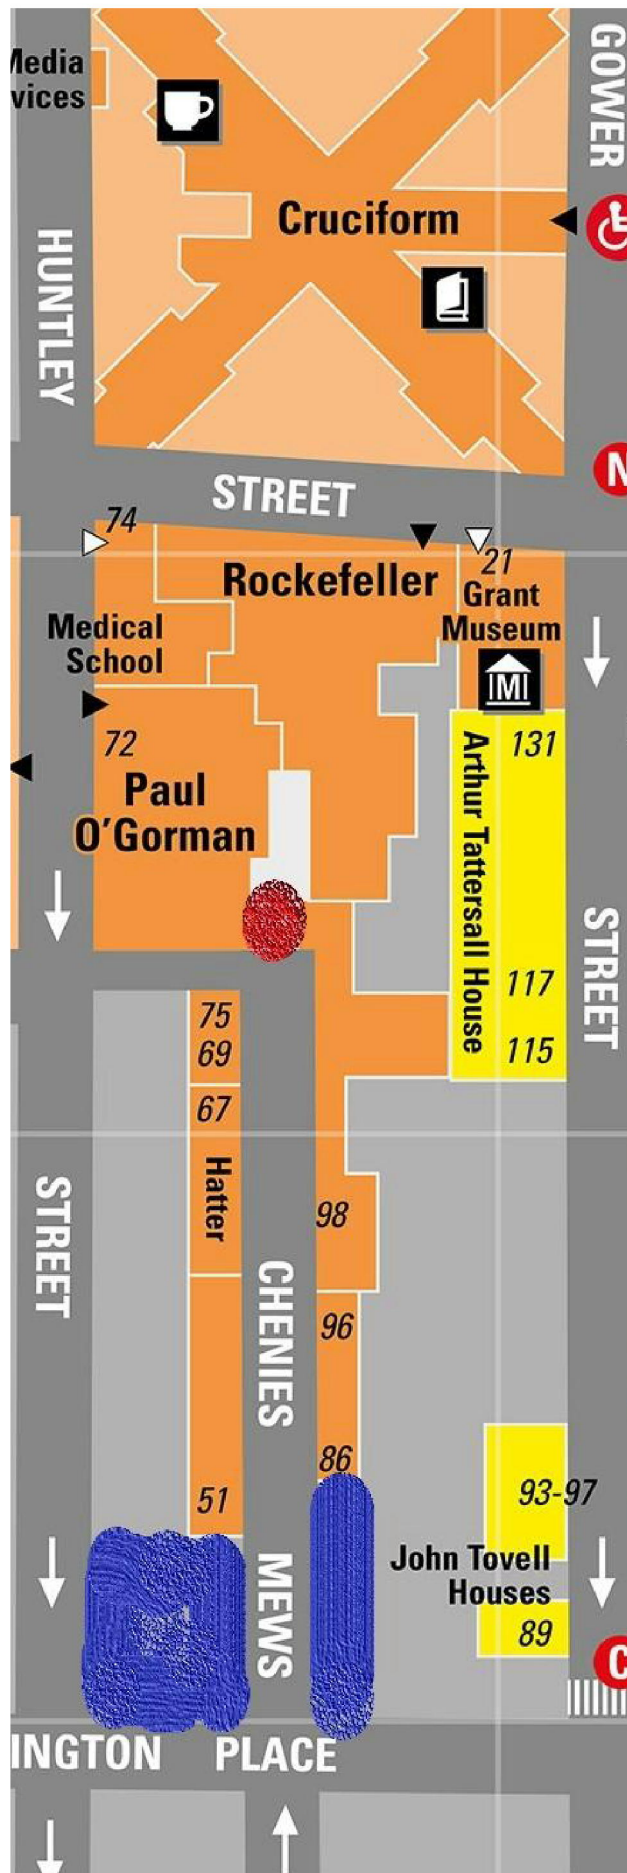 Media
vices
GOWER
Cruciform
HUNTLEY
STREET
N
74
21
Rockefeller
Grant
Museum
Medical
School
M
72
131
Paul
O'Gorman
Arthur Tattersall House
117
115
STREET
75
69
67
Hatter
98
STREET
CHENIES
96
86
51
93-97
MEWS
John Tovell
Houses
89
C
INGTON PLACE